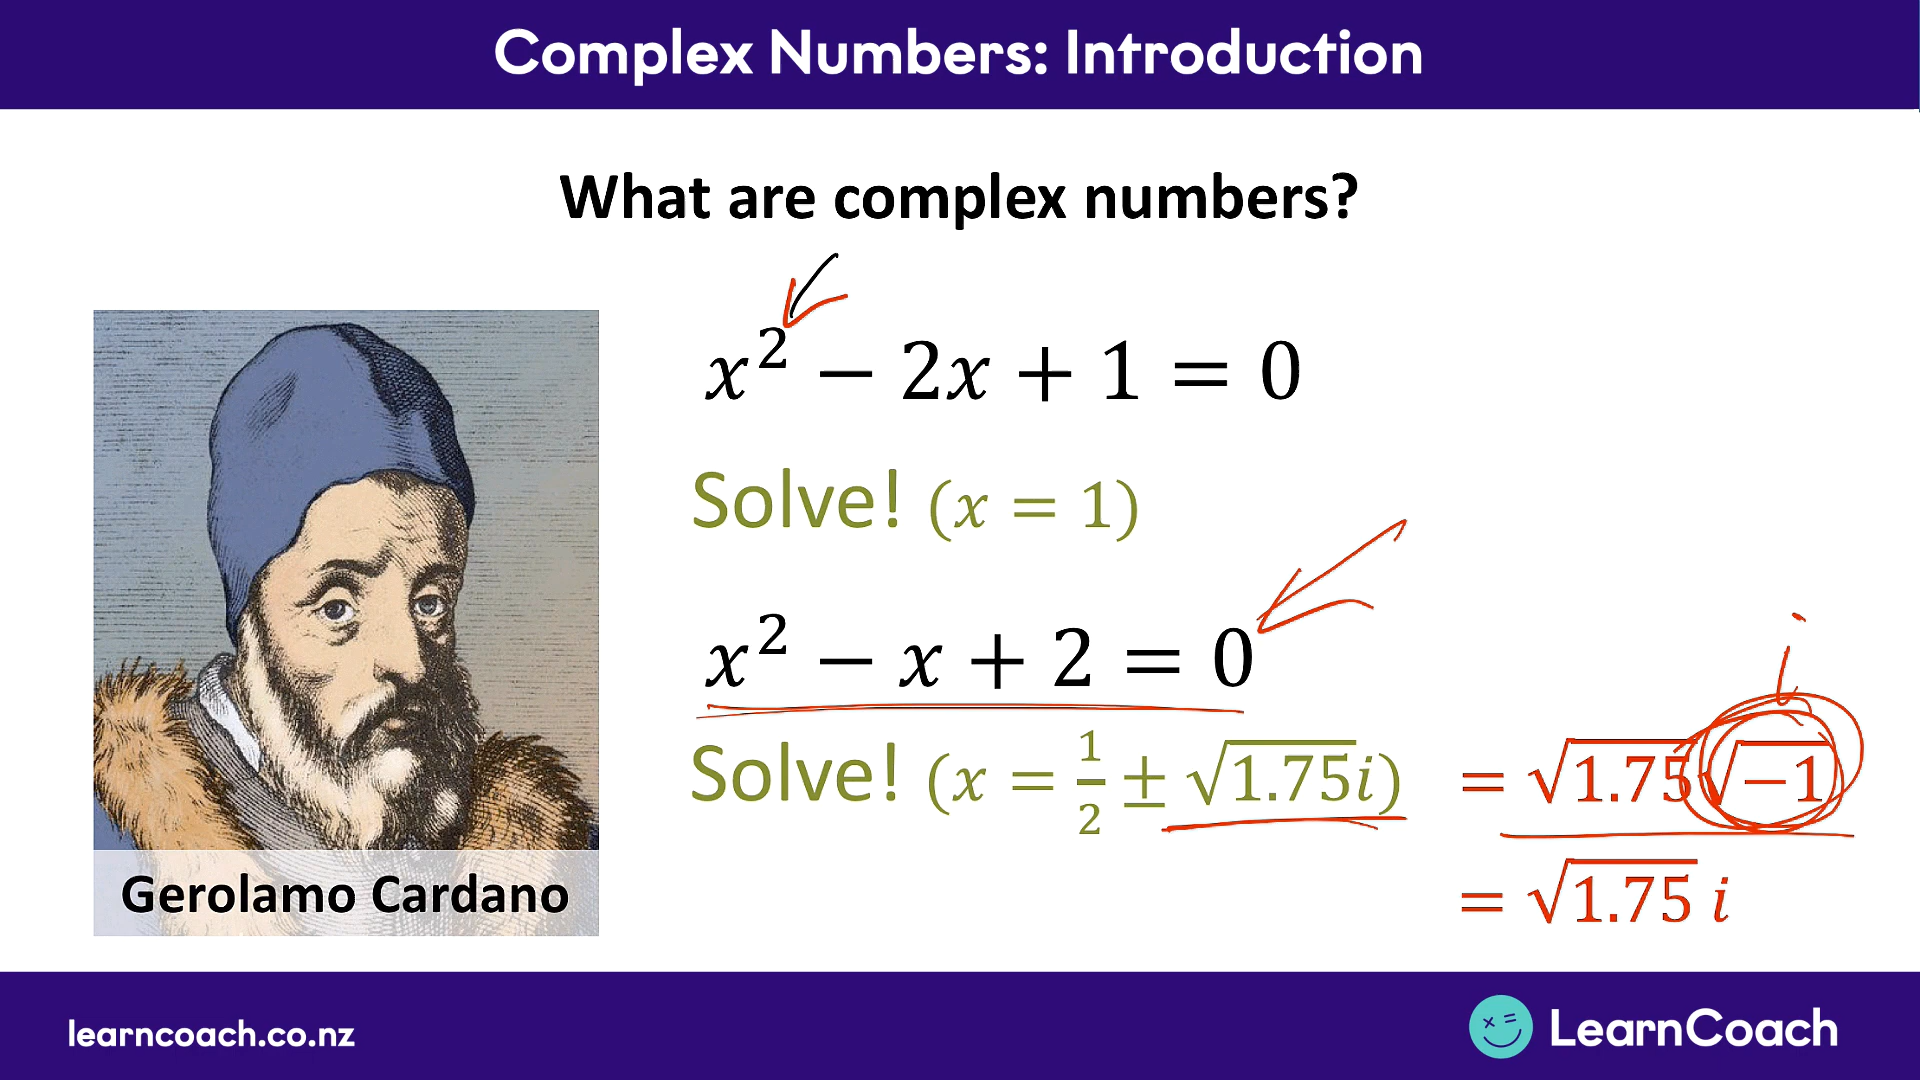 Complex Numbers: Introduction
What are complex numbers?
x² − 2x + 1 = 0
Solve! (x = 1)
x² − x + 2 = 0
i
Solve! (x = 1/2 ± √1.75i) = √1.75√−1
= √1.75 i
Gerolamo Cardano
learncoach.co.nz
LearnCoach